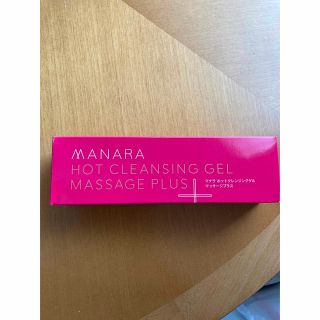 MANARA
HOT CLEANSING GEL
MASSAGE PLUS
マナラ ホットクレンジングゲル
マッサージプラス